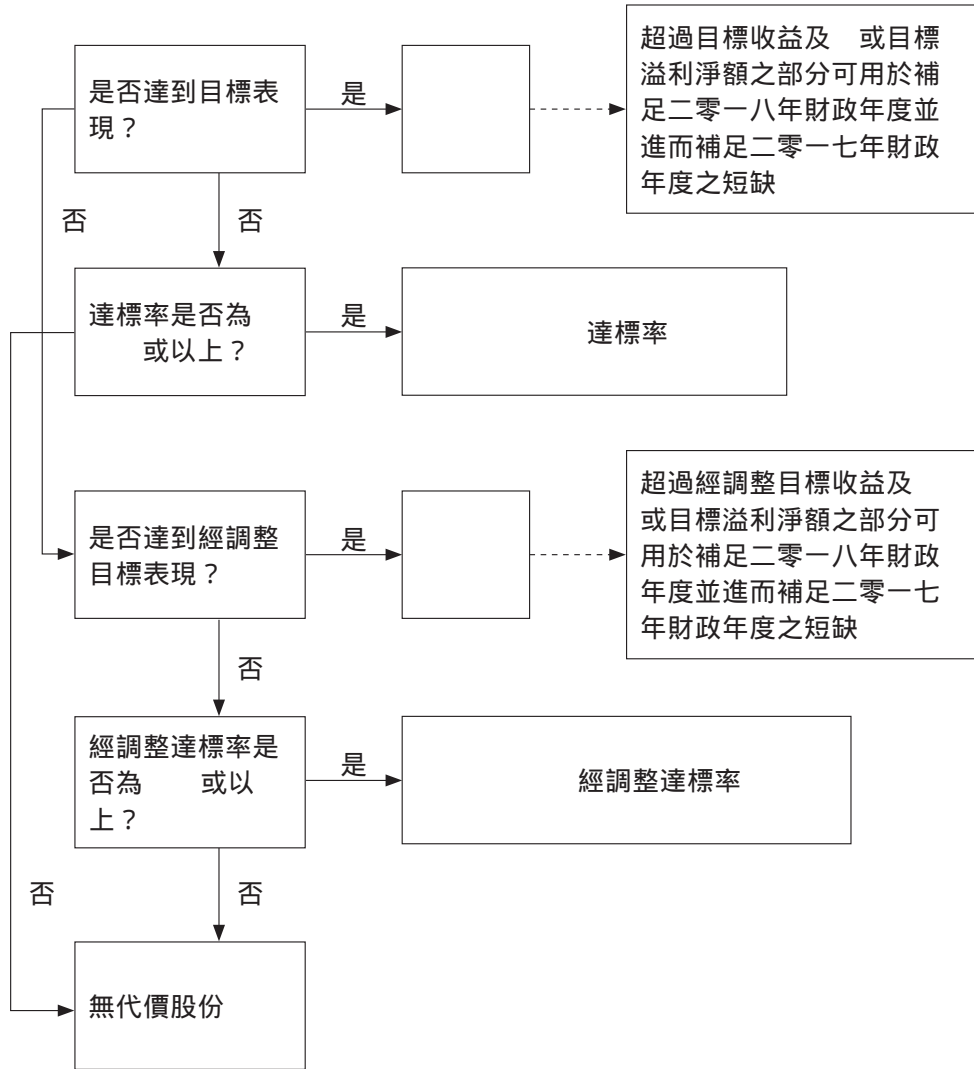 是否達到目標表
現？
是
超過目標收益及 或目標
溢利淨額之部分可用於補
足二零一八年財政年度並
進而補足二零一七年財政
年度之短缺
否
否
達標率是否為
或以上？
是
達標率
是否達到經調整
目標表現？
是
超過經調整目標收益及
或目標溢利淨額之部分可
用於補足二零一八年財政
年度並進而補足二零一七
年財政年度之短缺
否
經調整達標率是
否為 或以
上？
是
經調整達標率
否
否
無代價股份